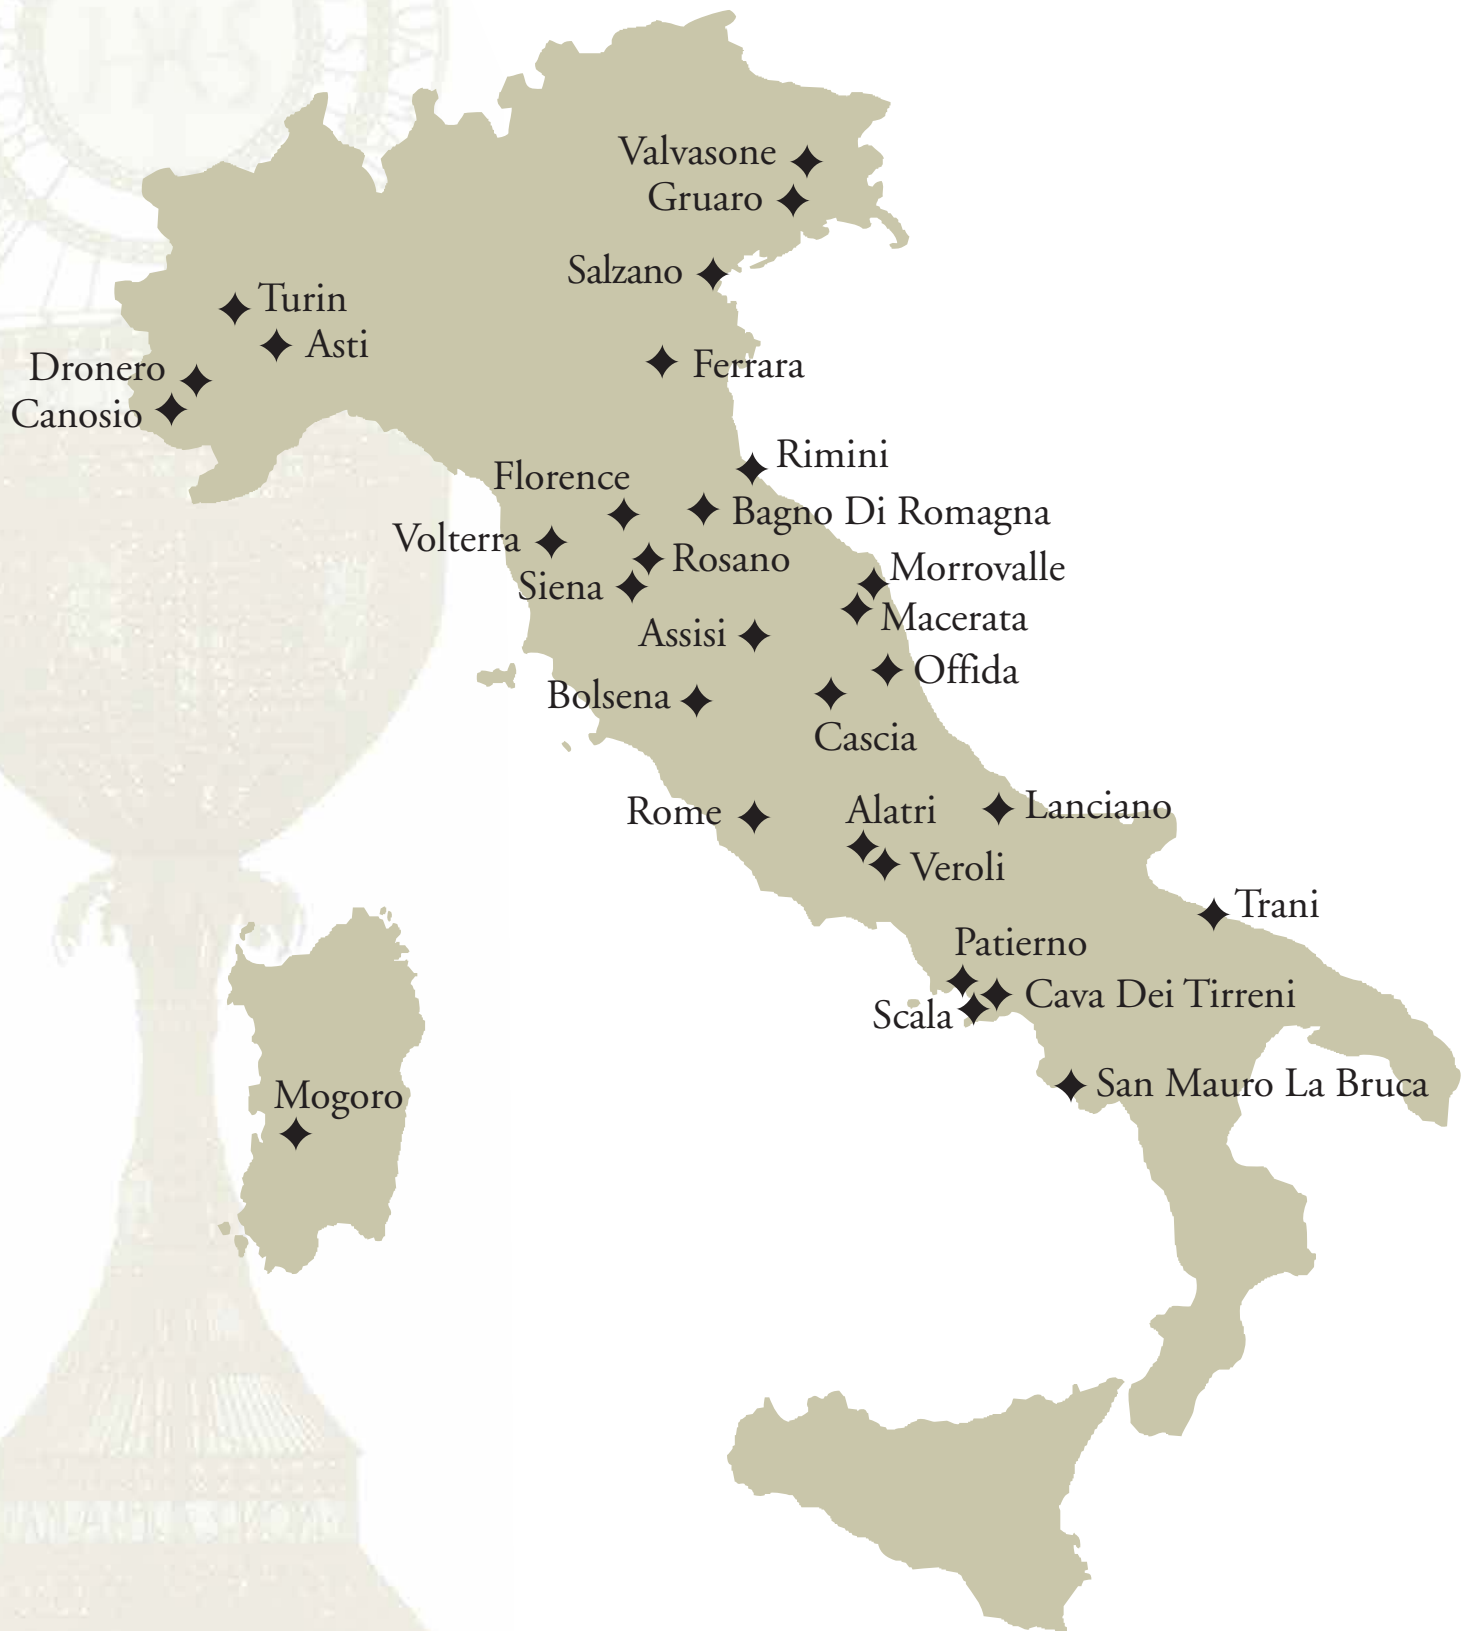 Valvasone
Gruaro
Salzano
Turin
Asti
Dronero
Ferrara
Canosio
Rimini
Florence
Bagno Di Romagna
Volterra
Rosano
Morrovalle
Siena
Macerata
Assisi
Offida
Bolsena
Cascia
Rome
Alatri
Lanciano
Veroli
Trani
Patierno
Cava Dei Tirreni
Scala
San Mauro La Bruca
Mogoro